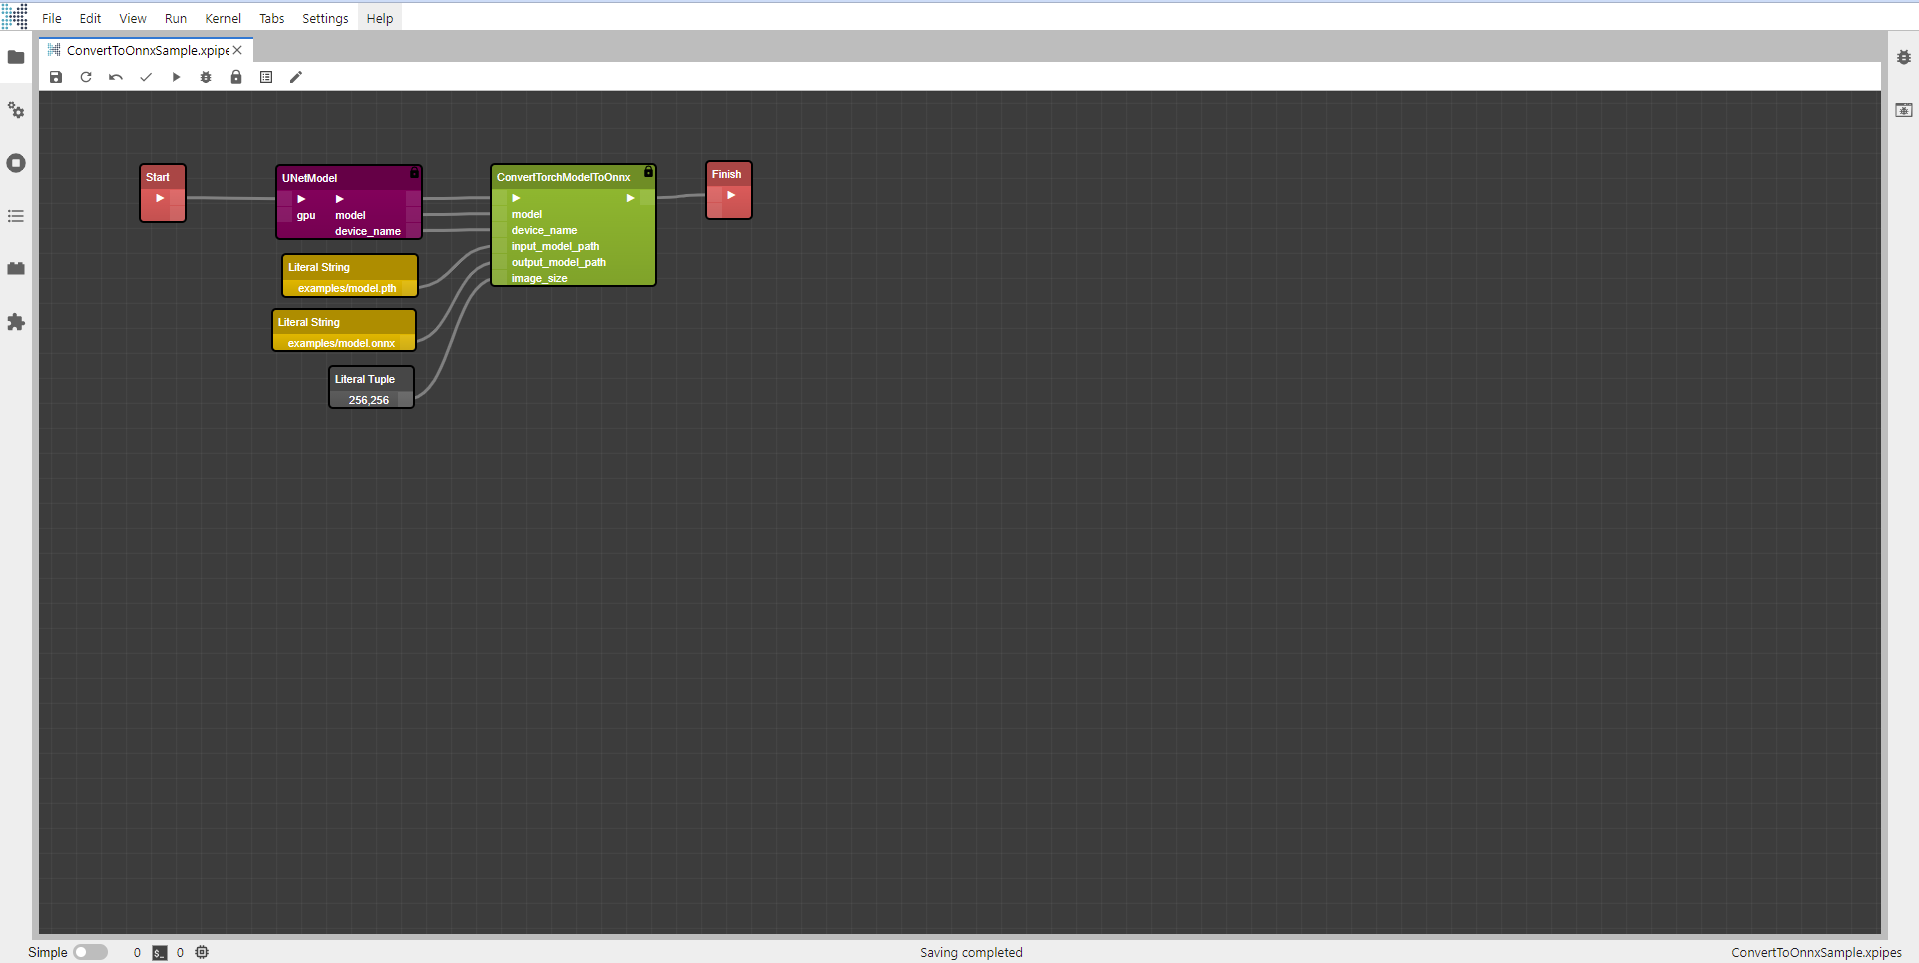 File Edit View Run Kernel Tabs Settings Help
ConvertToOnnxSample.xpipe
Start
UNetModel
gpu model
device_name
ConvertTorchModelToOnnx
model
device_name
input_model_path
output_model_path
image_size
Finish
Literal String
examples/model.pth
Literal String
examples/model.onnx
Literal Tuple
256,256
Simple 0 $_ 0 Saving completed ConvertToOnnxSample.xpipes